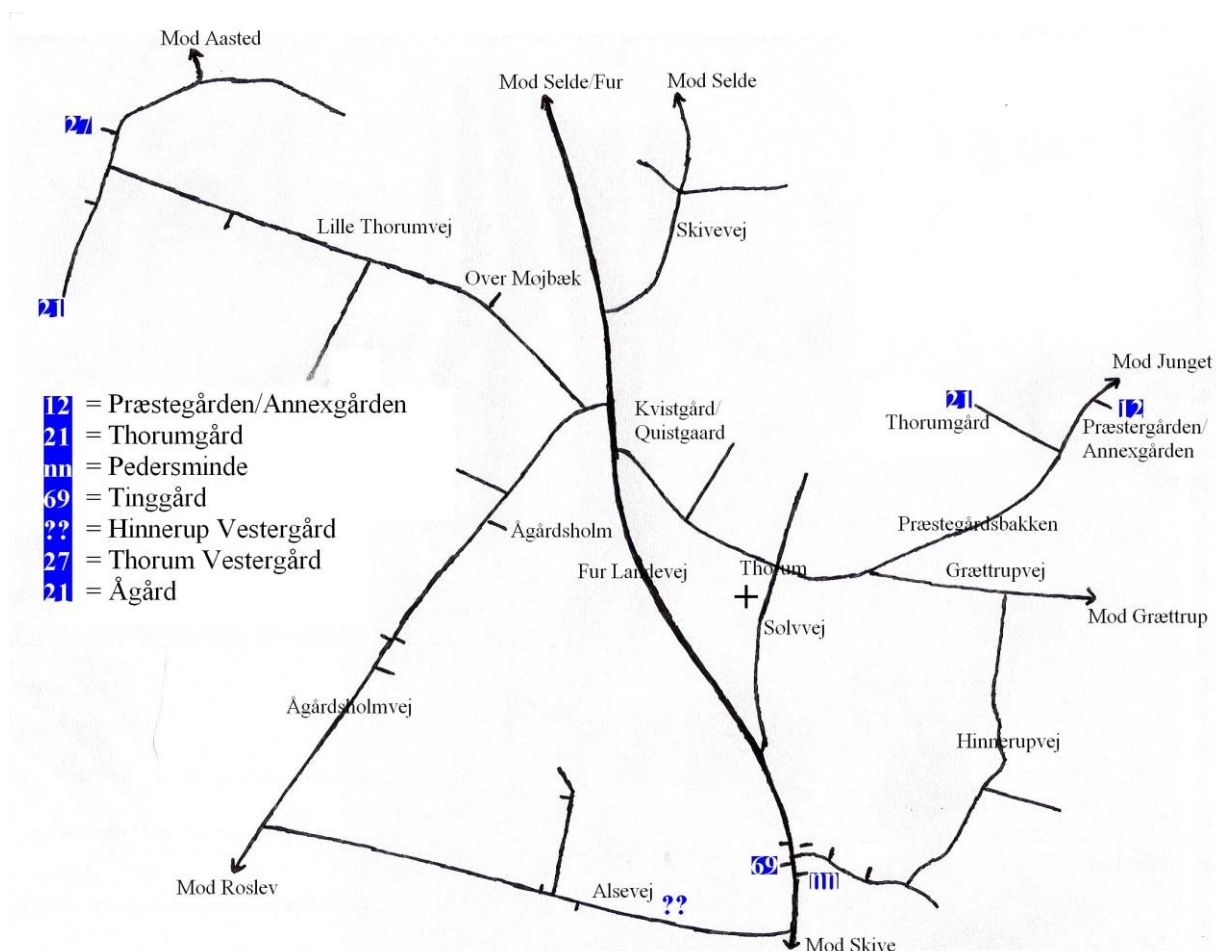 Mod Aasted
Mod Selde/Fur
Mod Selde
27
Lille Thorumvej
Skivevej
Over Mojbæk
21
Mod Junget
12 = Præstegården/Annexgården
21 = Thorumgård
nn = Pedersminde
69 = Tinggård
?? = Hinnerup Vestergård
27 = Thorum Vestergård
21 = Ågård
Kvistgård/
Quistgaard
21
Thorumgård
12
Præstergården/
Annexgården
Ågårdsholm
Præstegårdsbakken
Fur Landevej
Thorum
Grættrupvej
Mod Grættrup
Sølvvej
Ågårdsholmvej
Hinnerupvej
69
nn
Mod Roslev
Alsevej
??
Mod Skive